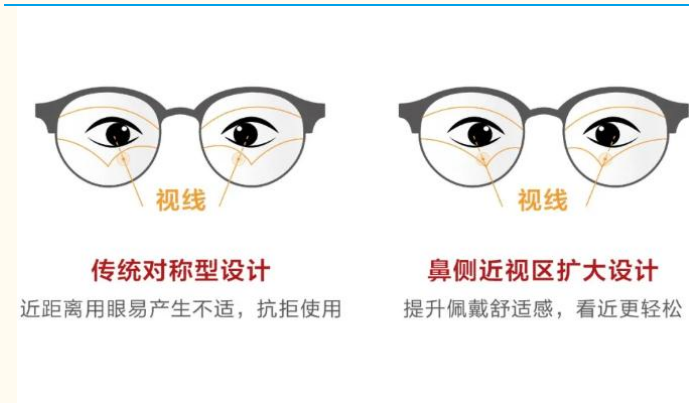 视线
视线
传统对称型设计
鼻侧近视区扩大设计
近距离用眼易产生不适，抗拒使用
提升佩戴舒适感，看近更轻松